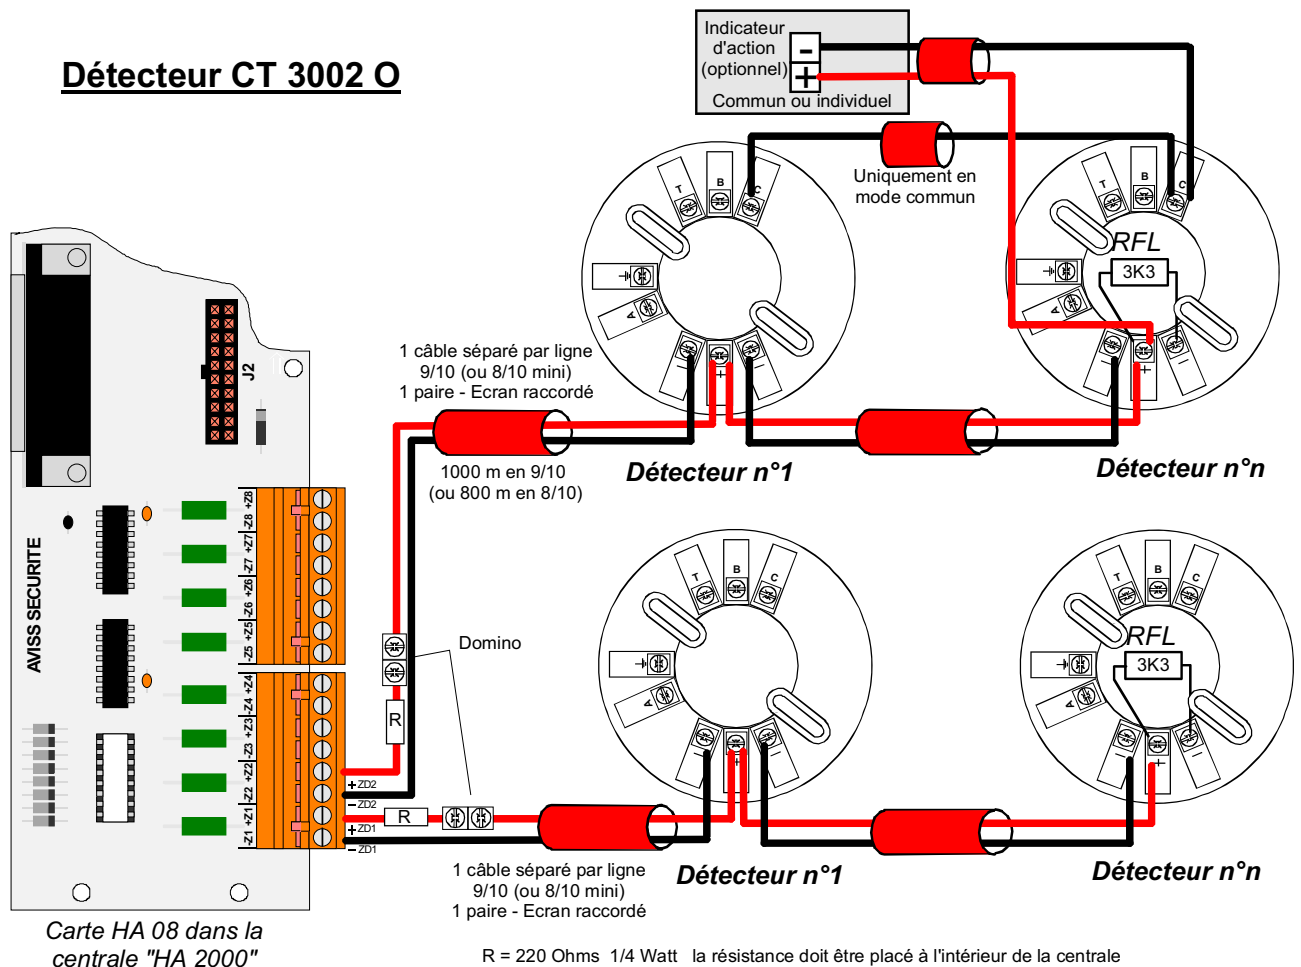 Détecteur CT 3002 O
Indicateur
d'action
(optionnel)
-
+
Commun ou individuel
Uniquement en
mode commun
T
B
C
A
–
+
–
T
B
C
A
RFL
3K3
–
+
–
1 câble séparé par ligne
9/10 (ou 8/10 mini)
1 paire - Ecran raccordé
1000 m en 9/10
(ou 800 m en 8/10)
Détecteur n°1
Détecteur n°n
J2
AVISS SECURITE
+Z8
-Z8
+Z7
-Z7
+Z6
-Z6
+Z5
-Z5
+Z4
-Z4
+Z3
-Z3
+Z2
-Z2
+Z1
-Z1
Domino
R
+ ZD2
– ZD2
R
+ ZD1
– ZD1
T
B
C
A
–
+
–
T
B
C
A
RFL
3K3
–
+
–
1 câble séparé par ligne
9/10 (ou 8/10 mini)
1 paire - Ecran raccordé
Détecteur n°1
Détecteur n°n
Carte HA 08 dans la
centrale "HA 2000"
R = 220 Ohms 1/4 Watt la résistance doit être placé à l'intérieur de la centrale